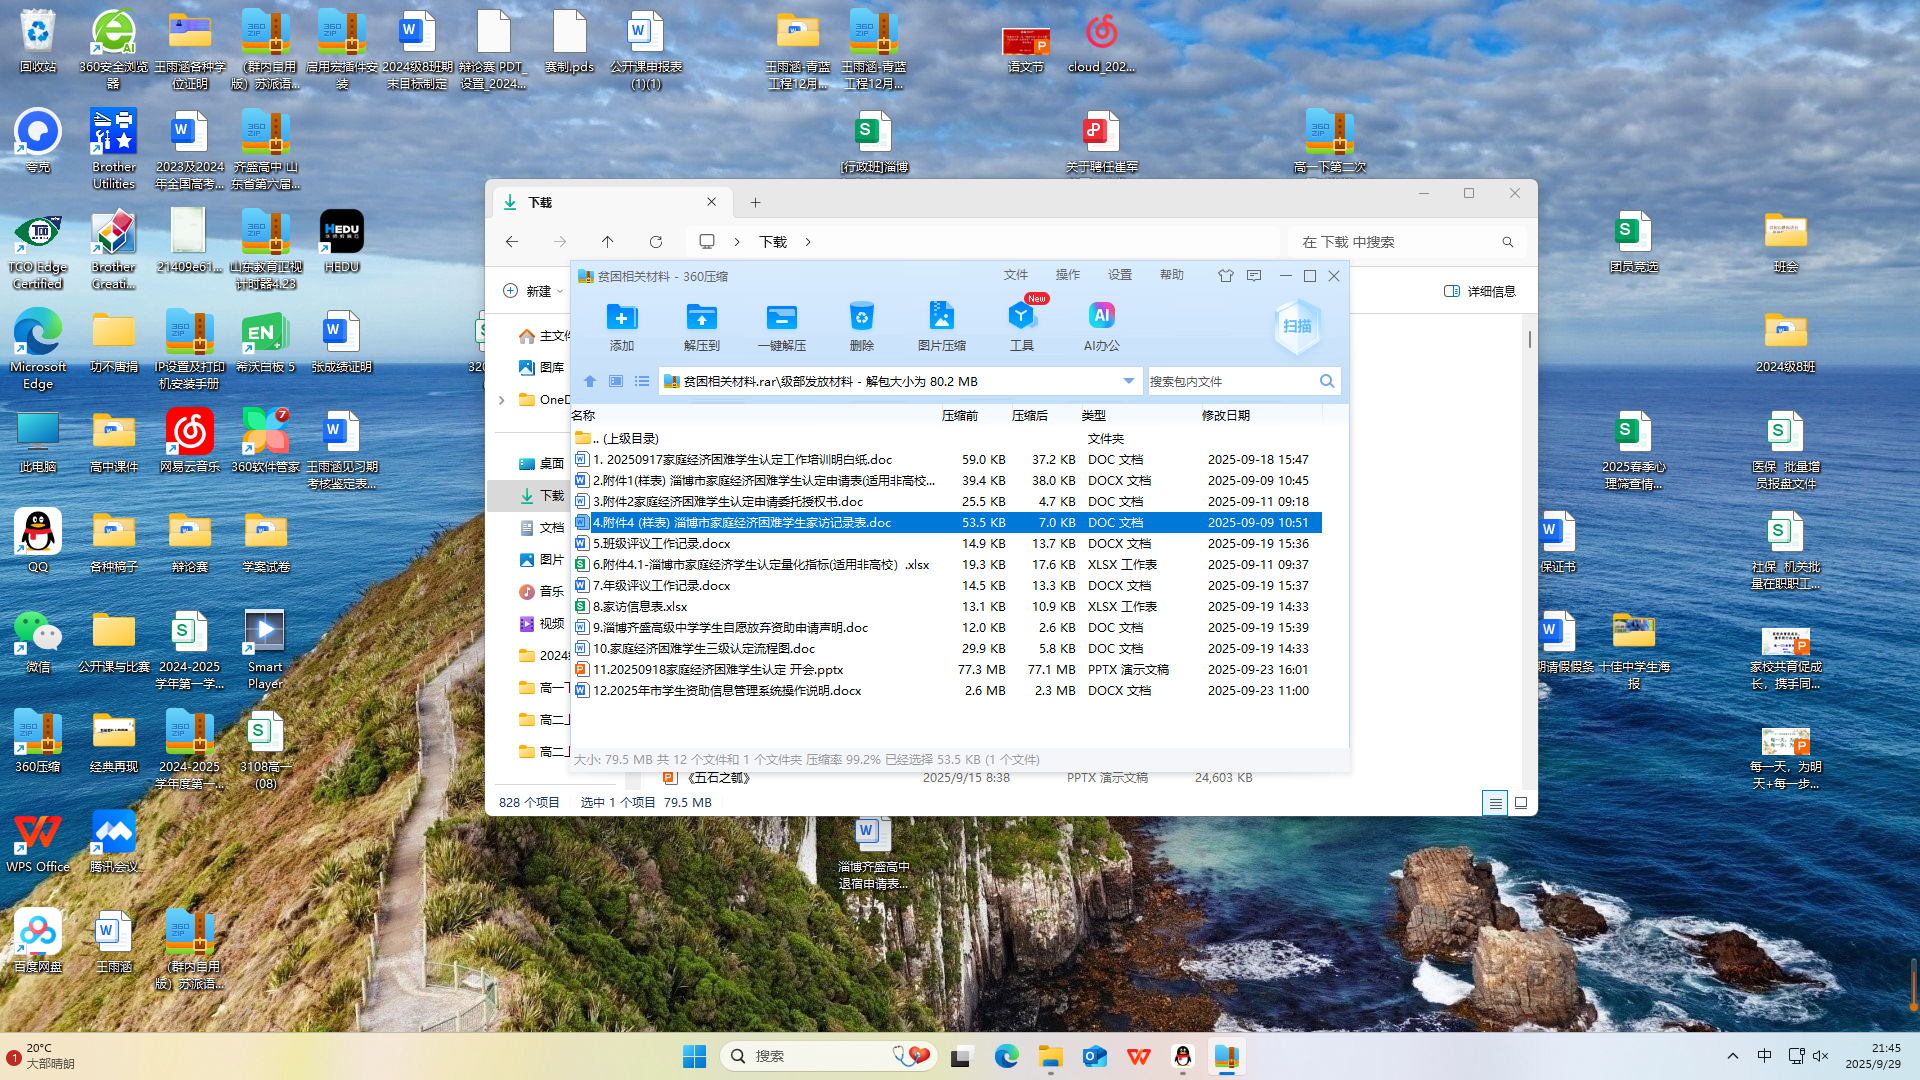 回收站
360安全浏览器
王雨涵各种学位证明
(群内自用版）苏派语...
启用宏插件安装
2024级8班期末目标制定
辩论赛 PDT_设置_2024...
赛制.pds
公开课申报表(1)(1)
王雨涵-青蓝工程12月...
王雨涵-青蓝工程12月...
语文节
cloud_202...
夸克
Brother Utilities
2023及2024年全国高考...
齐盛高中 山东省第六届...
[行政班]淄博
关于聘任崔军
高一下第二次
TCO Edge Certified
Brother Creati...
21409e61...
山东教育正视计时器4.23
HEDU
团员竞选
班会
Microsoft Edge
功不唐捐
IP设置及打印机安装手册
希沃白板 5
张成绩证明
2024级8班
此电脑
高中课件
网易云音乐
360软件管家
王雨涵见习期考核鉴定表...
2025春季心理筛查情...
医保_批量增员报盘文件
QQ
各种稿子
辩论赛
学案试卷
保证书
社保_机关批量在职职工...
微信
公开课与比赛
2024-2025学年第一学...
Smart Player
期请假假条
十佳中学生海报
家校共育促成长，携手同...
360压缩
经典再现
2024-2025学年度第一...
3108高一(08)
每一天，为明天+每一步...
WPS Office
腾讯会议
淄博齐盛高中退宿申请表...
百度网盘
王雨涵
(群内自用版）苏派语...
下载
下载
在 下载 中搜索
新建
详细信息
主文件
图库
OneD
桌面
下载
文档
图片
音乐
视频
2024
高一下
高二上
高二上
贫困相关材料 - 360压缩
文件 操作 设置 帮助
添加 解压到 一键解压 删除 图片压缩 工具 AI办公
New
扫描
贫困相关材料.rar\级部发放材料 - 解包大小为 80.2 MB
搜索包内文件
名称 压缩前 压缩后 类型 修改日期
.. (上级目录) 文件夹
1. 20250917家庭经济困难学生认定工作培训明白纸.doc 59.0 KB 37.2 KB DOC 文档 2025-09-18 15:47
2.附件1(样表) 淄博市家庭经济困难学生认定申请表(适用非高校... 39.4 KB 38.0 KB DOCX 文档 2025-09-09 10:45
3.附件2家庭经济困难学生认定申请委托授权书.doc 25.5 KB 4.7 KB DOC 文档 2025-09-11 09:18
4.附件4 (样表) 淄博市家庭经济困难学生家访记录表.doc 53.5 KB 7.0 KB DOC 文档 2025-09-09 10:51
5.班级评议工作记录.docx 14.9 KB 13.7 KB DOCX 文档 2025-09-19 15:36
6.附件4.1-淄博市家庭经济学生认定量化指标(适用非高校）.xlsx 19.3 KB 17.6 KB XLSX 工作表 2025-09-11 09:37
7.年级评议工作记录.docx 14.5 KB 13.3 KB DOCX 文档 2025-09-19 15:37
8.家访信息表.xlsx 13.1 KB 10.9 KB XLSX 工作表 2025-09-19 14:33
9.淄博齐盛高级中学学生自愿放弃资助申请声明.doc 12.0 KB 2.6 KB DOC 文档 2025-09-19 15:39
10.家庭经济困难学生三级认定流程图.doc 29.9 KB 5.8 KB DOC 文档 2025-09-19 14:33
11.20250918家庭经济困难学生认定 开会.pptx 77.3 MB 77.1 MB PPTX 演示文稿 2025-09-23 16:01
12.2025年市学生资助信息管理系统操作说明.docx 2.6 MB 2.3 MB DOCX 文档 2025-09-23 11:00
大小: 79.5 MB 共 12 个文件和 1 个文件夹 压缩率 99.2% 已经选择 53.5 KB (1 个文件)
《五石之瓠》 2025/9/15 8:38 PPTX 演示文稿 24,603 KB
828 个项目 选中 1 个项目 79.5 MB
1
20°C
大部晴朗
搜索
中
21:45
2025/9/29